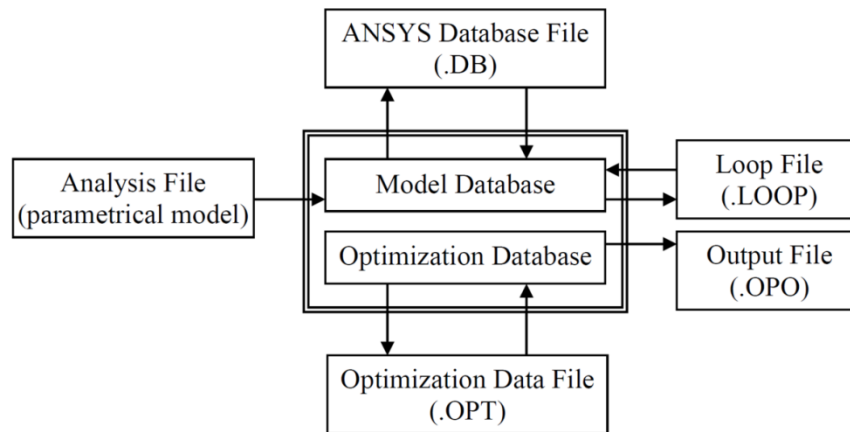 ANSYS Database File
(.DB)
Analysis File
(parametrical model)
Model Database
Loop File
(.LOOP)
Optimization Database
Output File
(.OPO)
Optimization Data File
(.OPT)